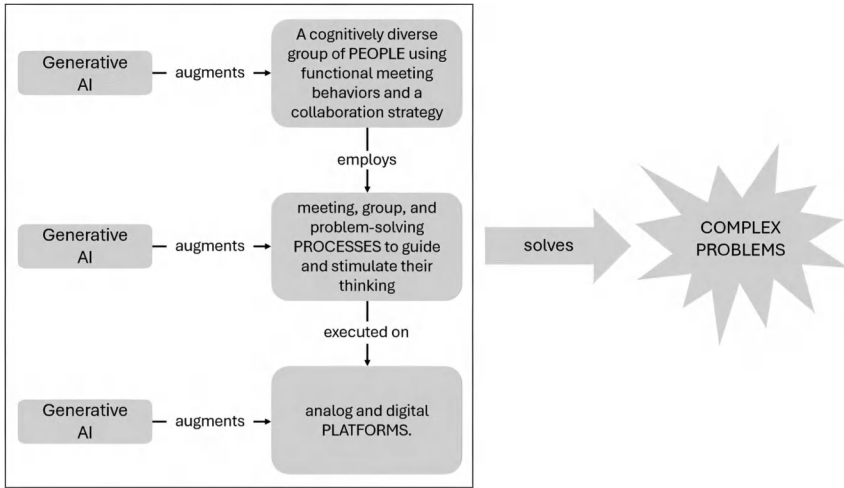 Generative
AI
augments
A cognitively diverse
group of PEOPLE using
functional meeting
behaviors and a
collaboration strategy
employs
Generative
AI
augments
meeting, group, and
problem-solving
PROCESSES to guide
and stimulate their
thinking
executed on
Generative
AI
augments
analog and digital
PLATFORMS.
solves
COMPLEX
PROBLEMS